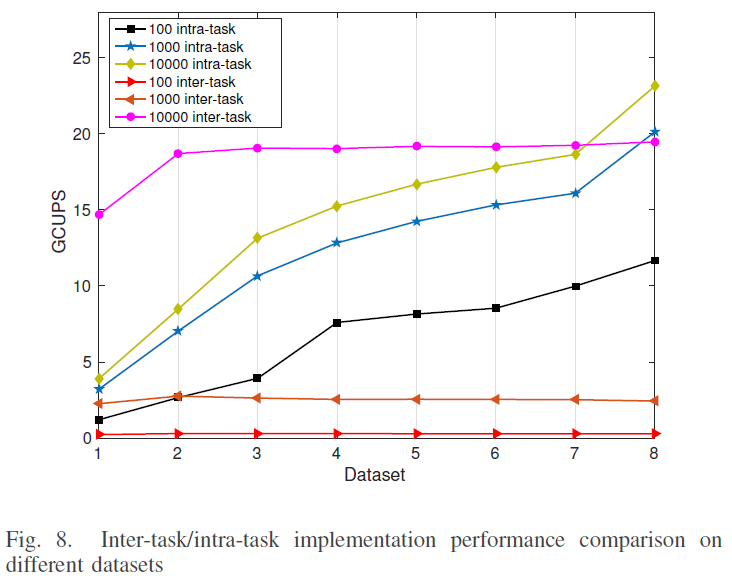 100 intra-task
1000 intra-task
10000 intra-task
100 inter-task
1000 inter-task
10000 inter-task
GCUPS
25
20
15
10
5
0
1 2 3 4 5 6 7 8
Dataset
Fig. 8. Inter-task/intra-task implementation performance comparison on
different datasets